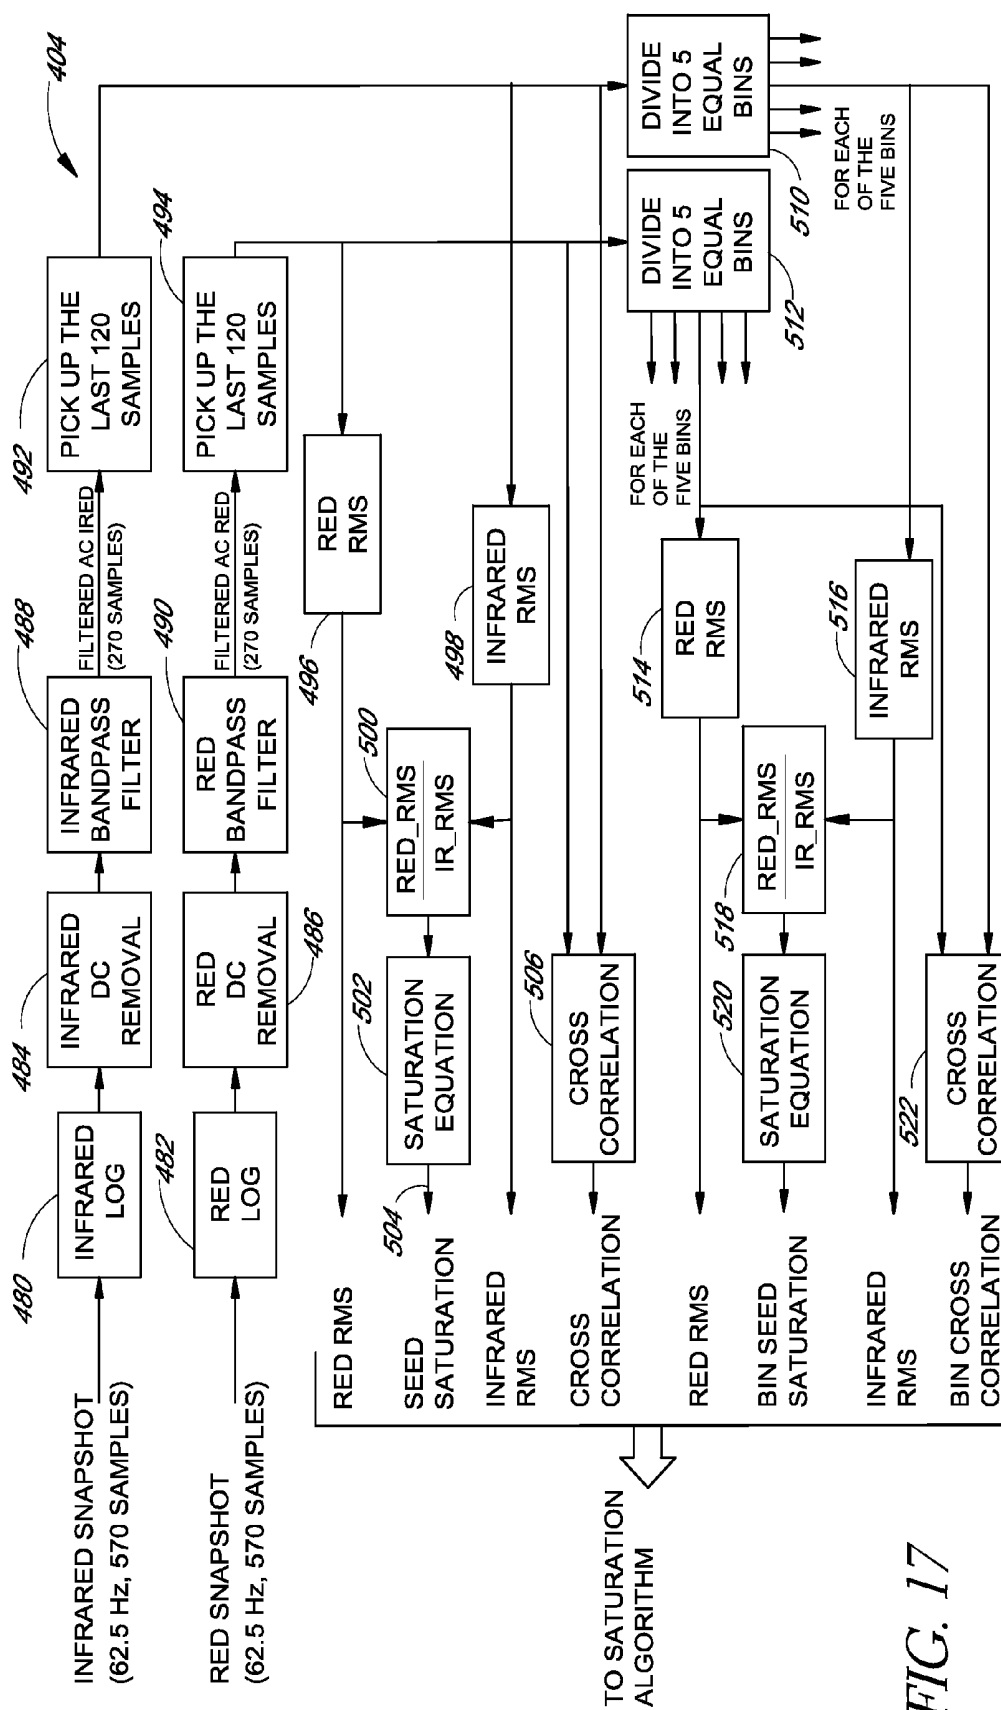 INFRARED SNAPSHOT
(62.5 Hz, 570 SAMPLES)
480
INFRARED
LOG
484
INFRARED
DC
REMOVAL
488
INFRARED
BANDPASS
FILTER
FILTERED AC IRED
(270 SAMPLES)
492
PICK UP THE
LAST 120
SAMPLES
404
RED SNAPSHOT
(62.5 Hz, 570 SAMPLES)
482
RED
LOG
RED
DC
REMOVAL
486
490
RED
BANDPASS
FILTER
FILTERED AC RED
(270 SAMPLES)
494
PICK UP THE
LAST 120
SAMPLES
RED RMS
496
RED
RMS
SEED
SATURATION
504
502
SATURATION
EQUATION
500
RED_RMS
IR_RMS
INFRARED
RMS
498
INFRARED
RMS
CROSS
CORRELATION
506
CROSS
CORRELATION
TO SATURATION
ALGORITHM
FOR EACH
OF THE
FIVE BINS
512
DIVIDE
INTO 5
EQUAL
BINS
510
DIVIDE
INTO 5
EQUAL
BINS
RED RMS
514
RED
RMS
BIN SEED
SATURATION
520
SATURATION
EQUATION
518
RED_RMS
IR_RMS
FOR EACH
OF THE
FIVE BINS
INFRARED
RMS
516
INFRARED
RMS
BIN CROSS
CORRELATION
522
CROSS
CORRELATION
FIG. 17